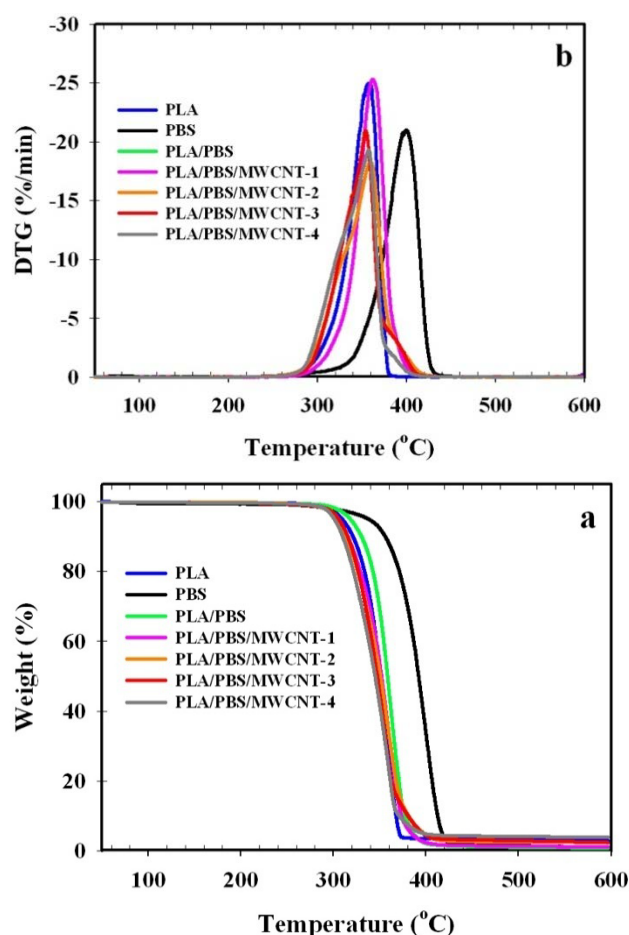 -30
b
-25
-20
-15
-10
-5
0
DTG (%/min)
PLA
PBS
PLA/PBS
PLA/PBS/MWCNT-1
PLA/PBS/MWCNT-2
PLA/PBS/MWCNT-3
PLA/PBS/MWCNT-4
100 200 300 400 500 600
Temperature (°C)
100
a
80
60
40
20
0
Weight (%)
PLA
PBS
PLA/PBS
PLA/PBS/MWCNT-1
PLA/PBS/MWCNT-2
PLA/PBS/MWCNT-3
PLA/PBS/MWCNT-4
100 200 300 400 500 600
Temperature (°C)